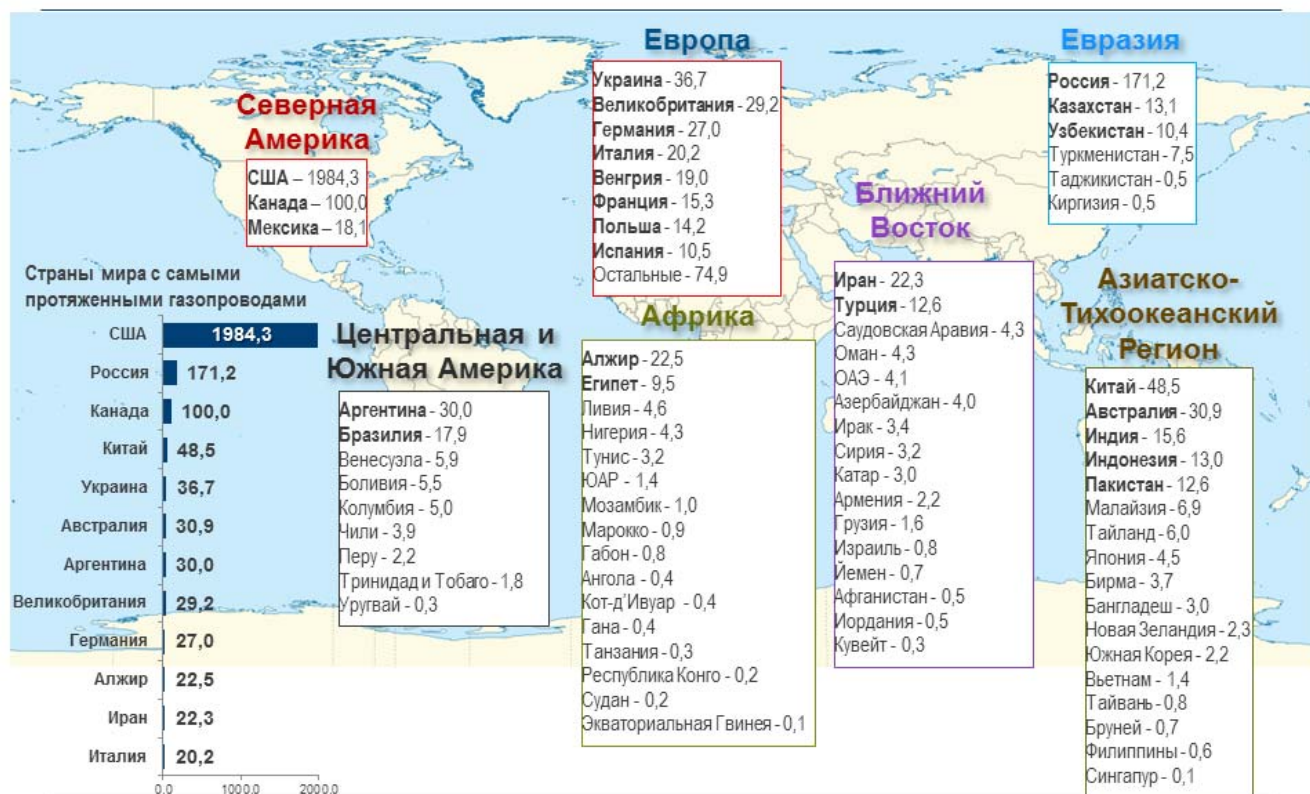 Европа
Украина - 36,7
Великобритания - 29,2
Германия - 27,0
Италия - 20,2
Венгрия - 19,0
Франция - 15,3
Польша - 14,2
Испания - 10,5
Остальные - 74,9
Евразия
Россия - 171,2
Казахстан - 13,1
Узбекистан - 10,4
Туркменистан - 7,5
Таджикистан - 0,5
Киргизия - 0,5
Северная
Америка
США – 1984,3
Канада – 100,0
Мексика – 18,1
Ближний
Восток
Иран - 22,3
Турция - 12,6
Саудовская Аравия - 4,3
Оман - 4,3
ОАЭ - 4,1
Азербайджан - 4,0
Ирак - 3,4
Сирия - 3,2
Катар - 3,0
Армения - 2,2
Грузия - 1,6
Израиль - 0,8
Йемен - 0,7
Афганистан - 0,5
Иордания - 0,5
Кувейт - 0,3
Страны мира с самыми
протяженными газопроводами
США 1984,3
Россия 171,2
Канада 100,0
Китай 48,5
Украина 36,7
Австралия 30,9
Аргентина 30,0
Великобритания 29,2
Германия 27,0
Алжир 22,5
Иран 22,3
Италия 20,2
0,0 1000,0 2000,0
Центральная и
Южная Америка
Аргентина - 30,0
Бразилия - 17,9
Венесуэла - 5,9
Боливия - 5,5
Колумбия - 5,0
Чили - 3,9
Перу - 2,2
Тринидад и Тобаго - 1,8
Уругвай - 0,3
Африка
Алжир - 22,5
Египет - 9,5
Ливия - 4,6
Нигерия - 4,3
Тунис - 3,2
ЮАР - 1,4
Мозамбик - 1,0
Марокко - 0,9
Габон - 0,8
Ангола - 0,4
Кот-д'Ивуар - 0,4
Гана - 0,4
Танзания - 0,3
Республика Конго - 0,2
Судан - 0,2
Экваториальная Гвинея - 0,1
Азиатско-
Тихоокеанский
Регион
Китай - 48,5
Австралия - 30,9
Индия - 15,6
Индонезия - 13,0
Пакистан - 12,6
Малайзия - 6,9
Тайланд - 6,0
Япония - 4,5
Бирма - 3,7
Бангладеш - 3,0
Новая Зеландия - 2,3
Южная Корея - 2,2
Вьетнам - 1,4
Тайвань - 0,8
Бруней - 0,7
Филиппины - 0,6
Сингапур - 0,1